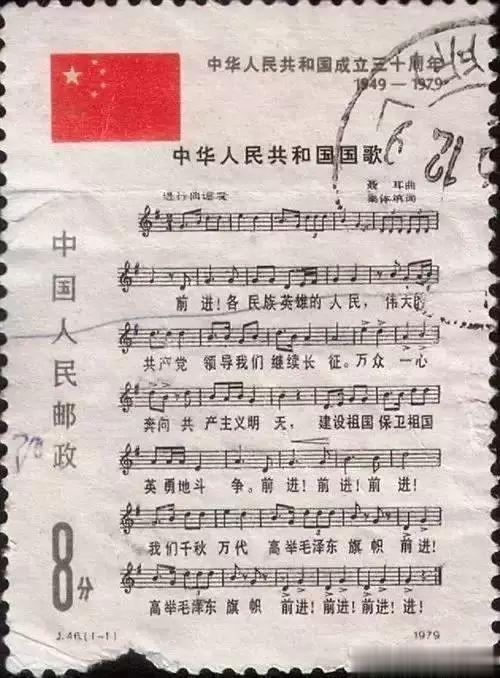 中华人民共和国成立三十周年
1949—1979
中华人民共和国国歌
进行曲速度
聂耳曲
集体填词
前进!各民族英雄的人民,伟大的
共产党 领导我们继续长征。万众一心
奔向共产主义明天, 建设祖国保卫祖国
英勇地斗争。前进!前进!前进!
我们千秋万代 高举毛泽东旗帜 前进!
高举毛泽东旗帜 前进!前进!前进!进!
中国人民邮政
8分
J.46.(1-1)
1979